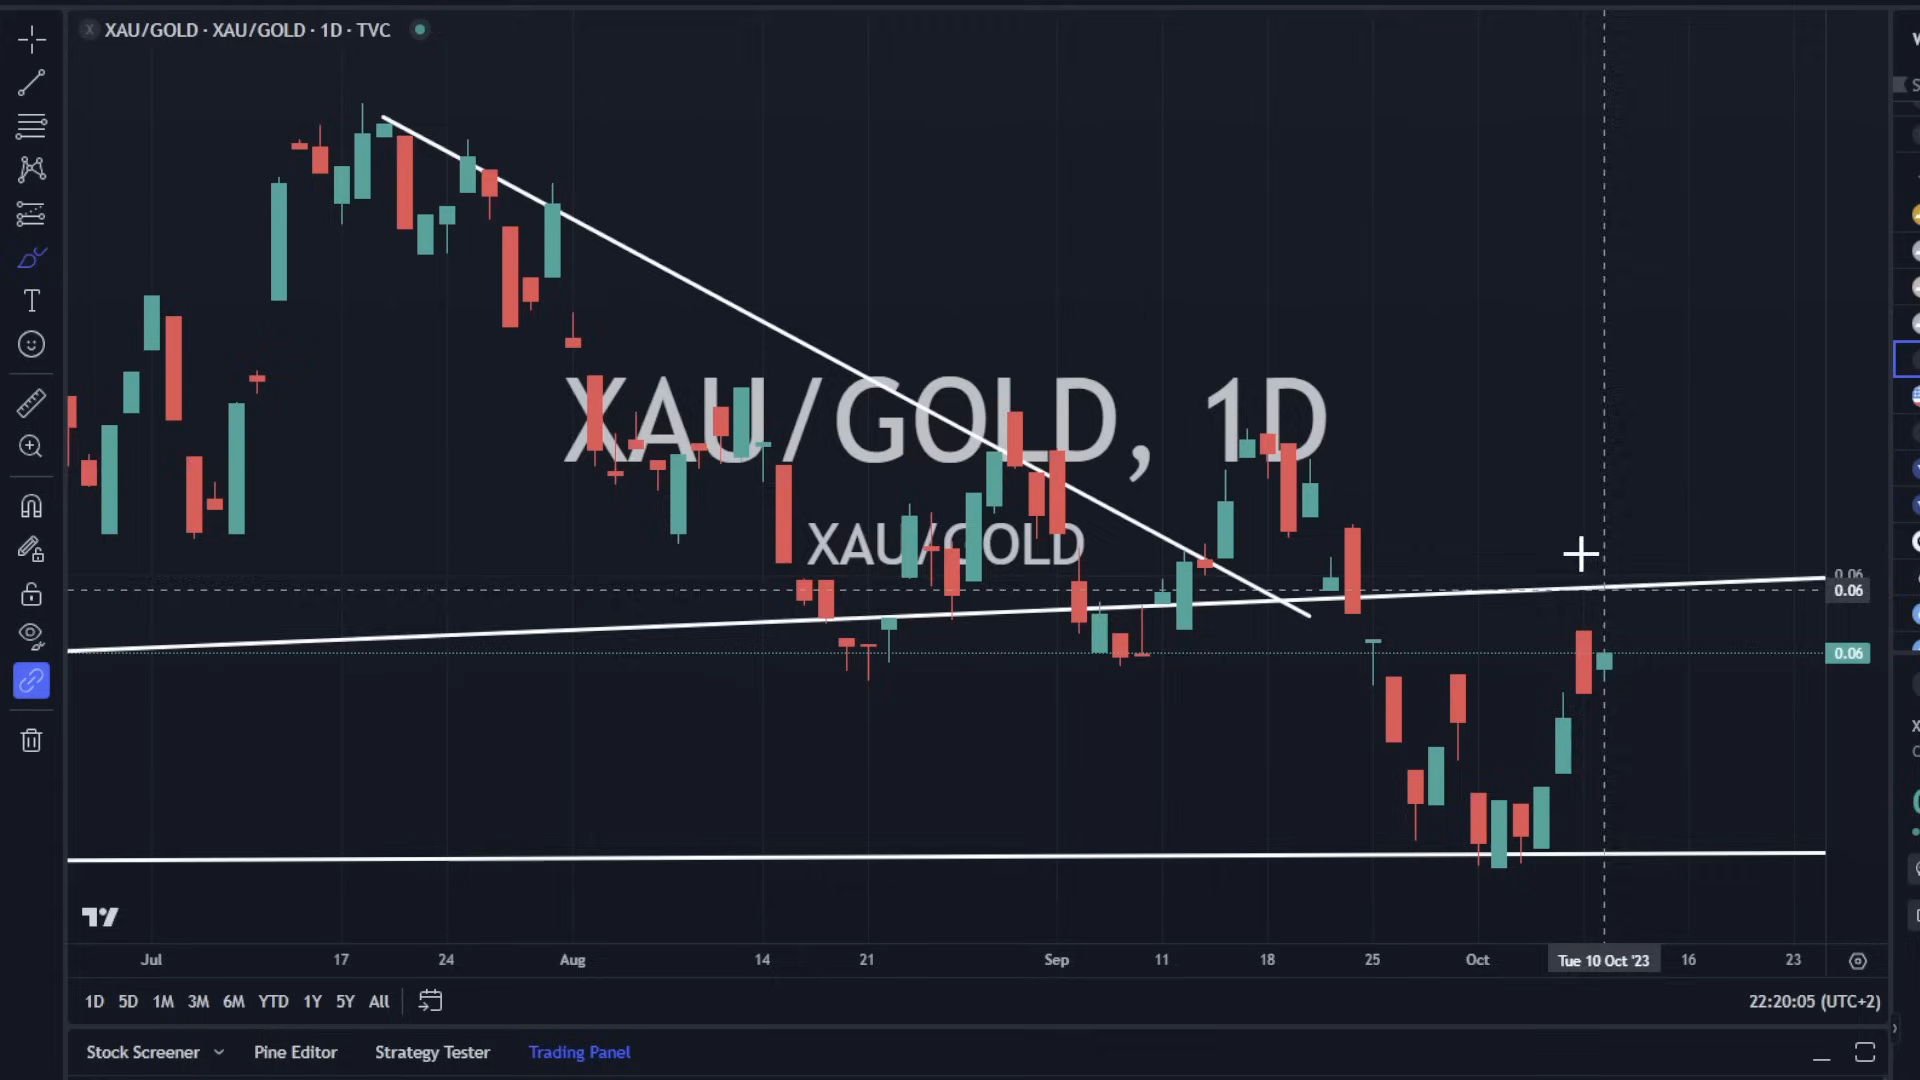 XAU/GOLD · XAU/GOLD · 1D · TVC
XAU/GOLD, 1D
XAU/GOLD
0.06
0.06
0.06
Jul 17 24 Aug 14 21 Sep 11 18 25 Oct Tue 10 Oct '23 16 23
1D 5D 1M 3M 6M YTD 1Y 5Y All 22:20:05 (UTC+2)
Stock Screener Pine Editor Strategy Tester Trading Panel